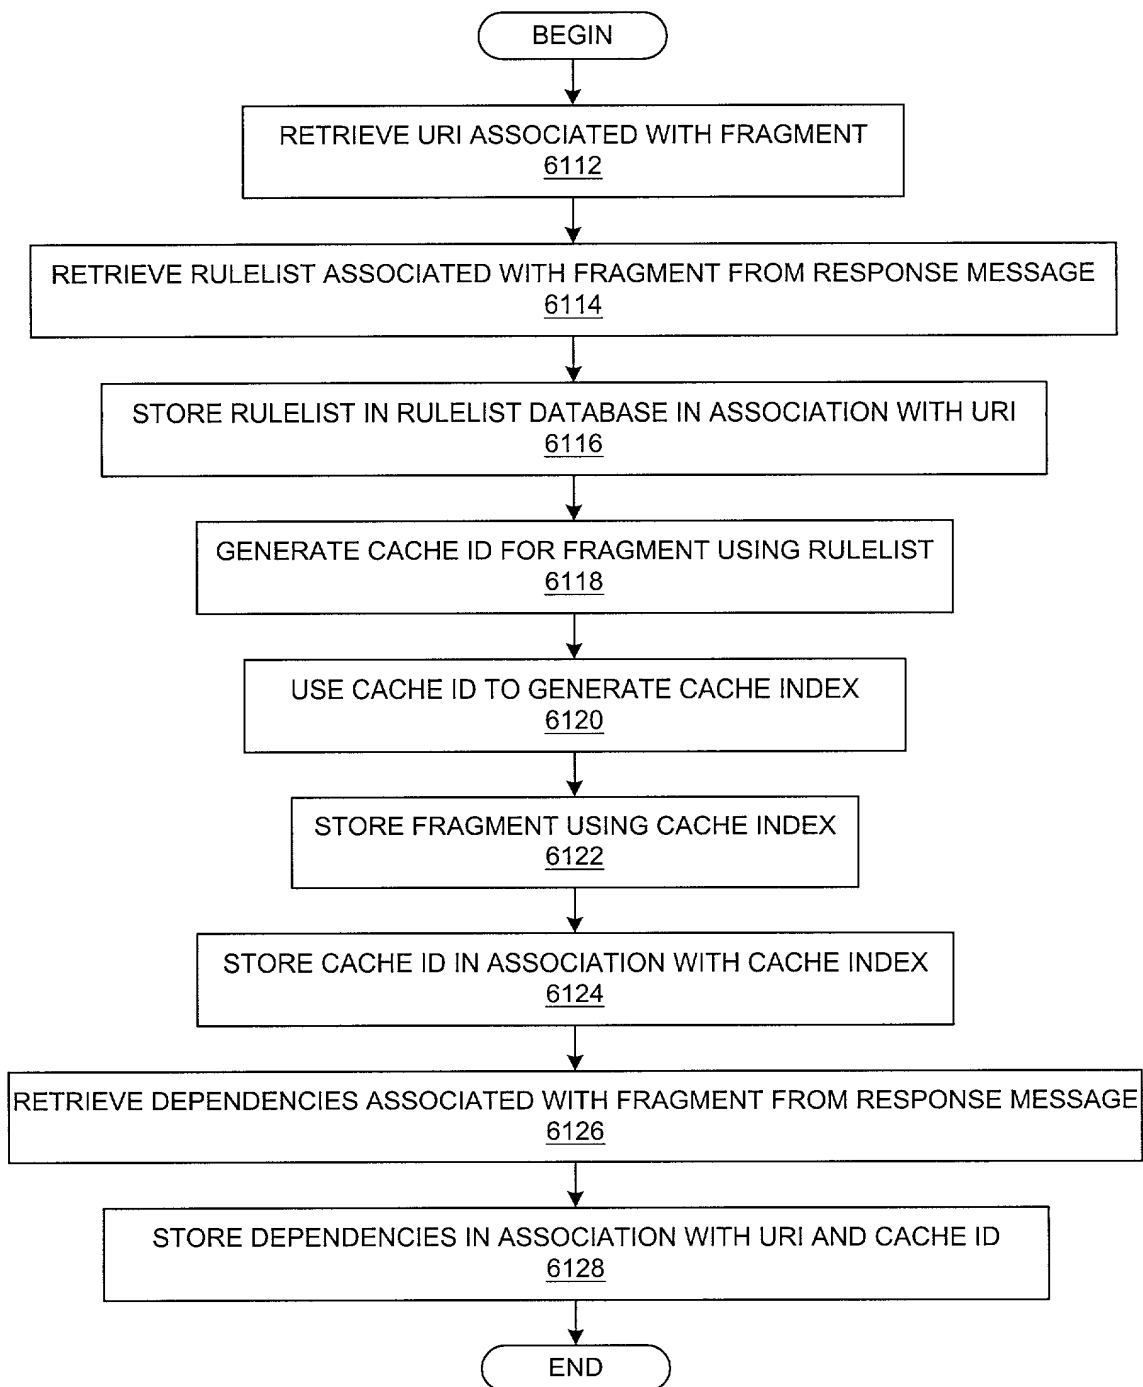 BEGIN
RETRIEVE URI ASSOCIATED WITH FRAGMENT
6112
RETRIEVE RULELIST ASSOCIATED WITH FRAGMENT FROM RESPONSE MESSAGE
6114
STORE RULELIST IN RULELIST DATABASE IN ASSOCIATION WITH URI
6116
GENERATE CACHE ID FOR FRAGMENT USING RULELIST
6118
USE CACHE ID TO GENERATE CACHE INDEX
6120
STORE FRAGMENT USING CACHE INDEX
6122
STORE CACHE ID IN ASSOCIATION WITH CACHE INDEX
6124
RETRIEVE DEPENDENCIES ASSOCIATED WITH FRAGMENT FROM RESPONSE MESSAGE
6126
STORE DEPENDENCIES IN ASSOCIATION WITH URI AND CACHE ID
6128
END